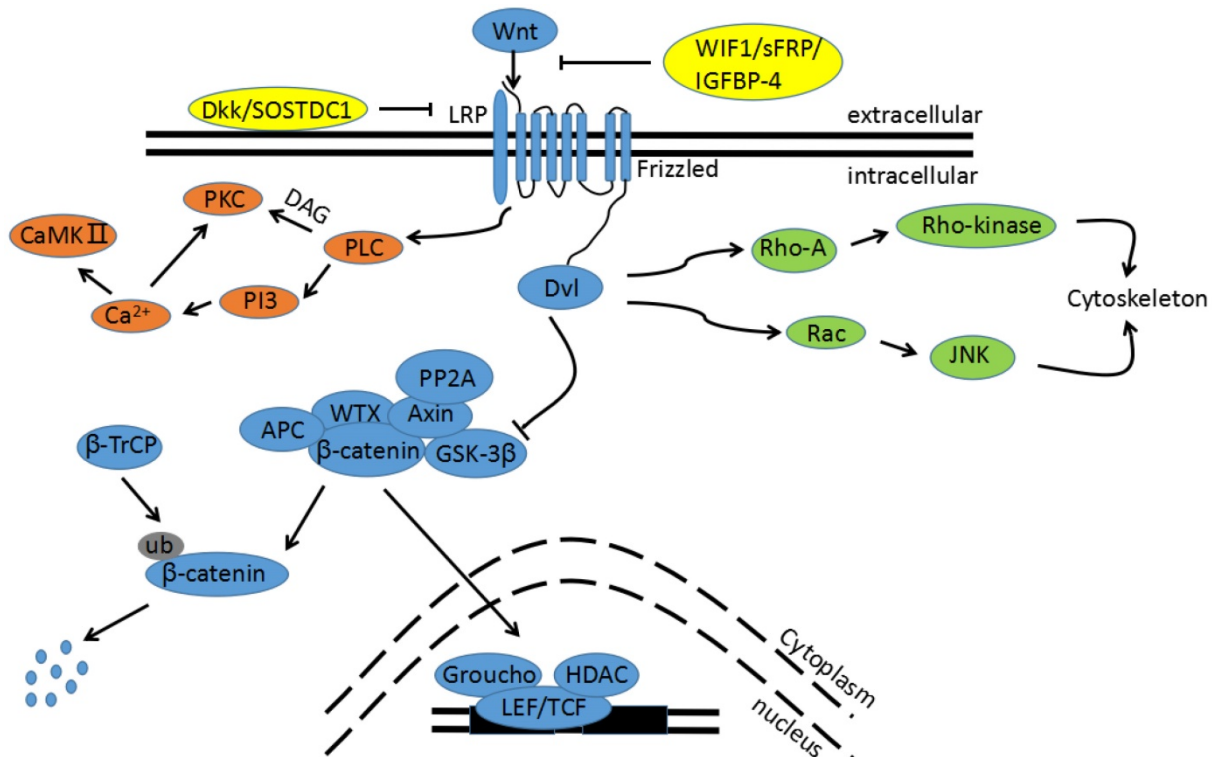 Wnt
WIF1/sFRP/
IGFBP-4
Dkk/SOSTDC1
LRP
extracellular
Frizzled
intracellular
PKC
DAG
CaMKⅡ
PLC
Rho-A
Rho-kinase
Ca²⁺
PI3
Dvl
Cytoskeleton
Rac
JNK
PP2A
WTX
Axin
APC
β-catenin
GSK-3β
β-TrCP
ub
β-catenin
Cytoplasm
nucleus
Groucho
HDAC
LEF/TCF